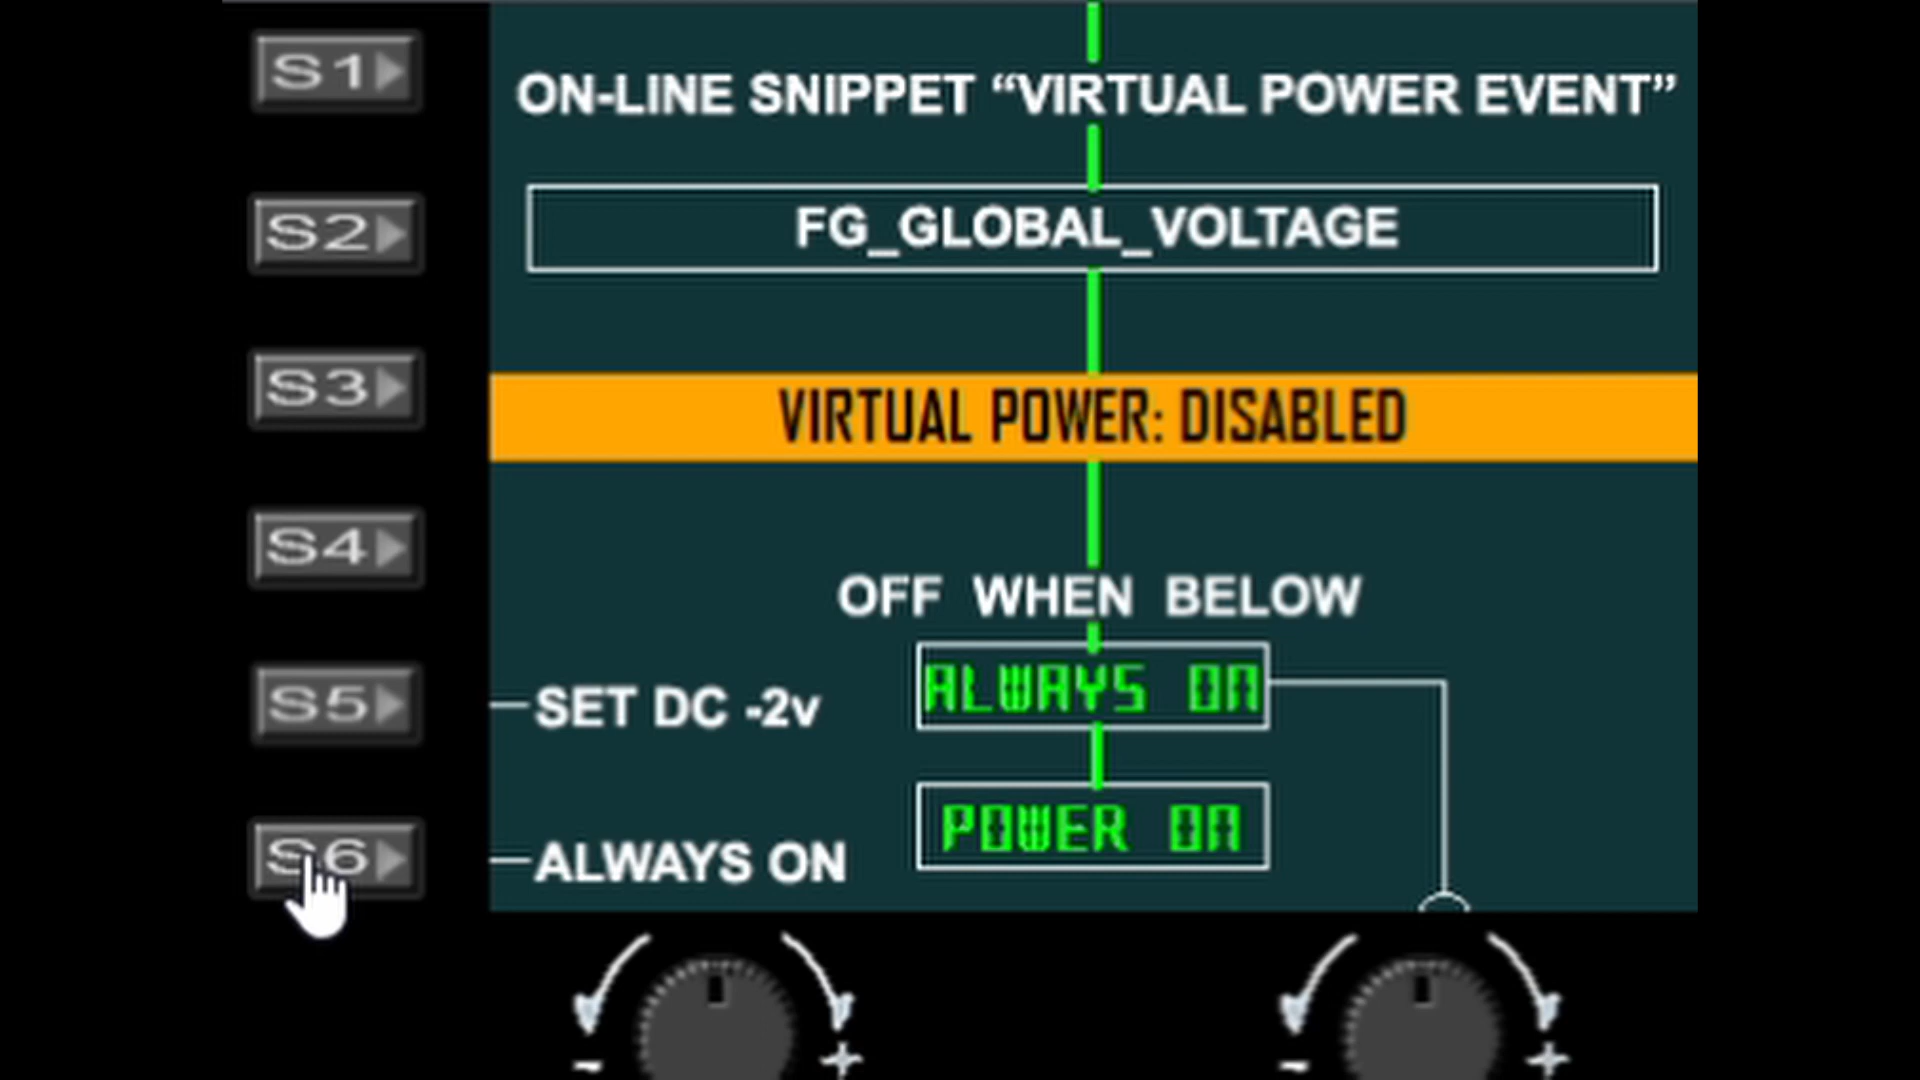 S1
ON-LINE SNIPPET “VIRTUAL POWER EVENT”
S2
FG_GLOBAL_VOLTAGE
S3
VIRTUAL POWER: DISABLED
S4
OFF WHEN BELOW
S5
SET DC -2v
ALWAYS ON
S6
ALWAYS ON
POWER ON
- +
- +